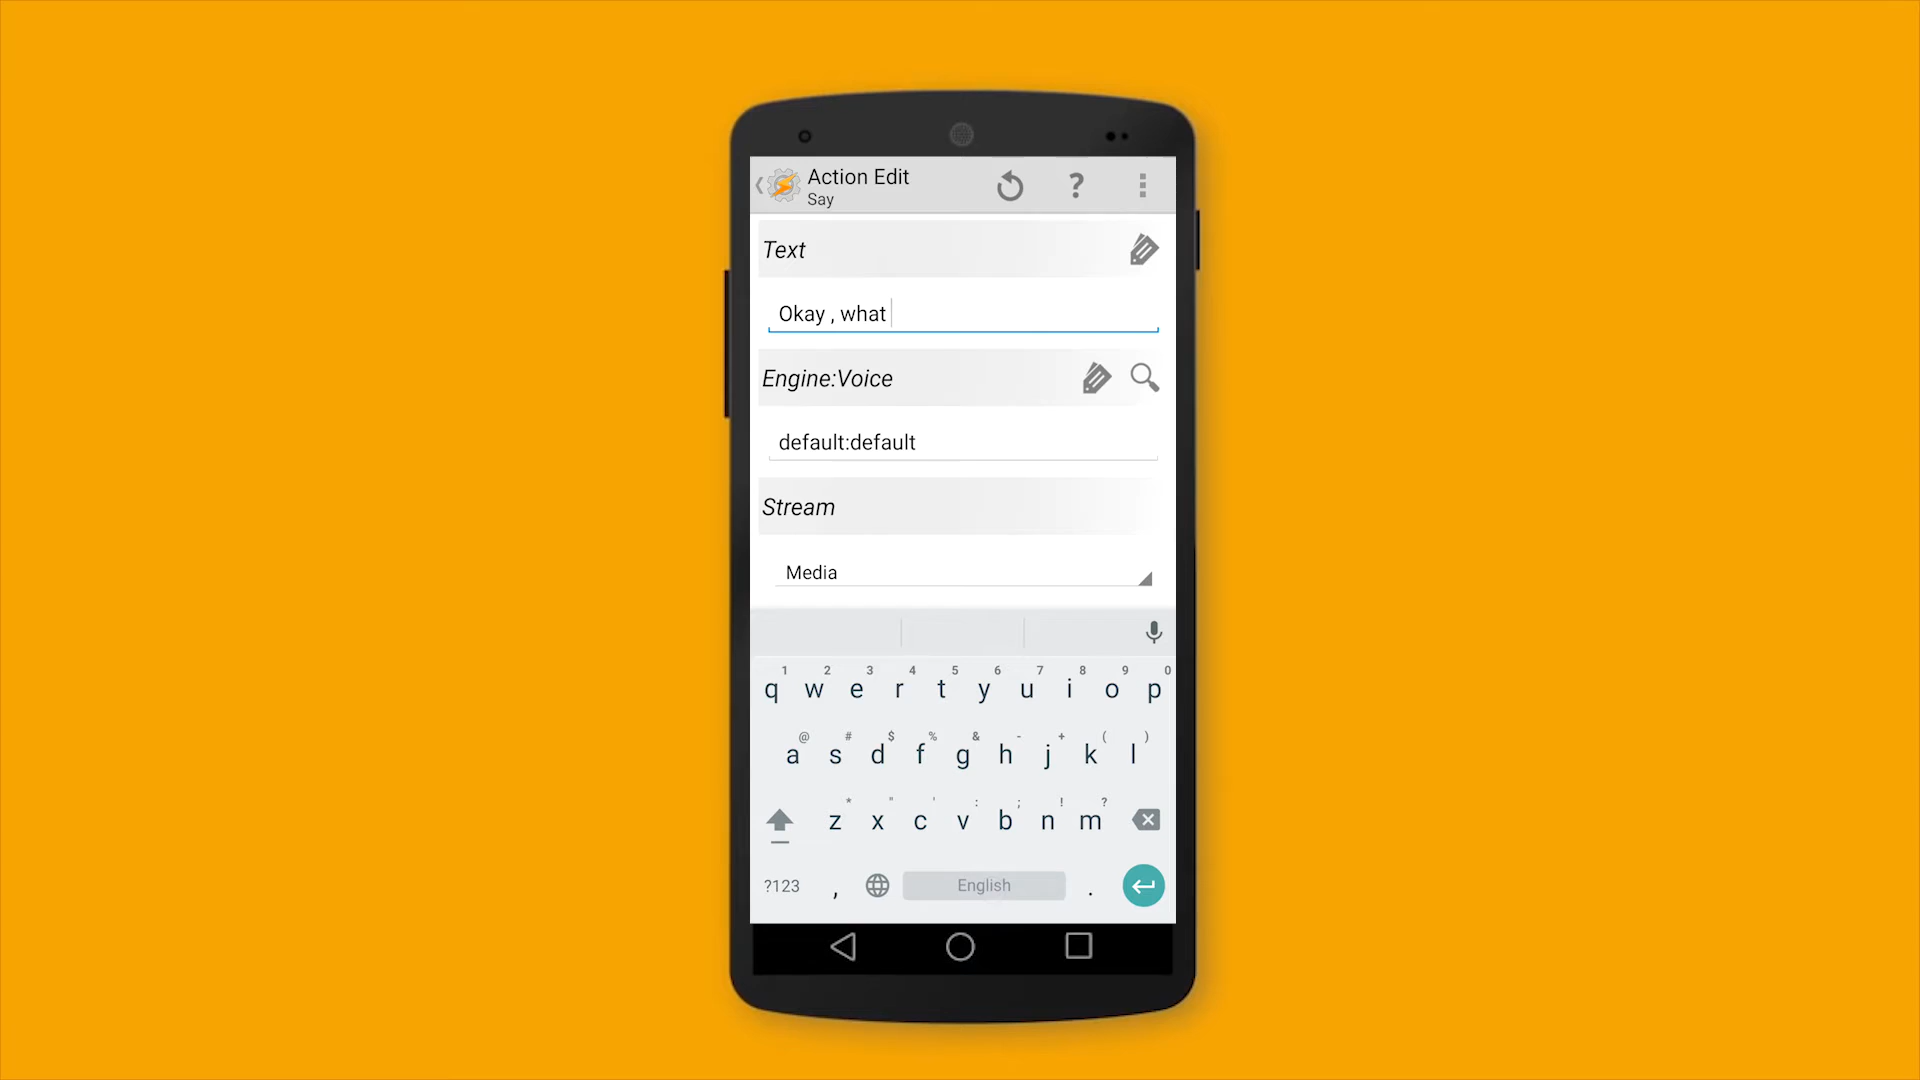 Action Edit
Say
?
Text
Okay , what
Engine:Voice
default:default
Stream
Media
1 2 3 4 5 6 7 8 9 0
q w e r t y u i o p
@ # $ % & - + ( )
a s d f g h j k l
* " ' : ; ! ?
z x c v b n m
?123 , English .